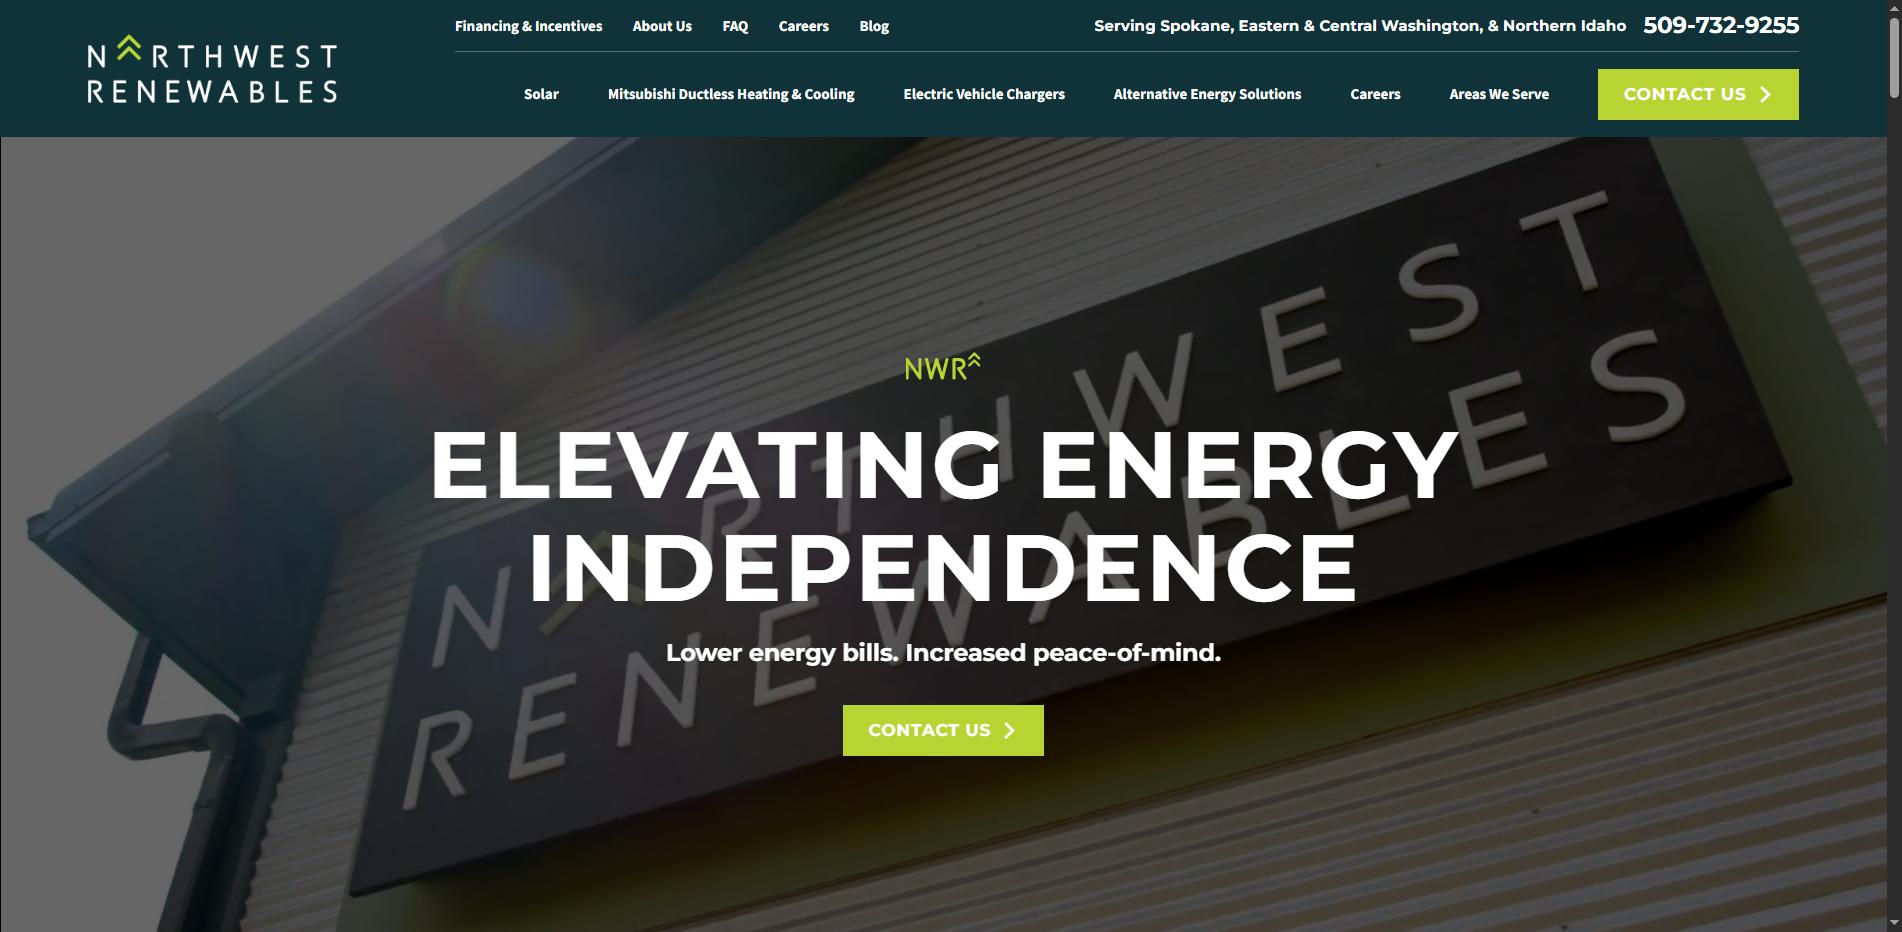 Financing & Incentives About Us FAQ Careers Blog
Serving Spokane, Eastern & Central Washington, & Northern Idaho 509-732-9255
NORTHWEST
RENEWABLES
Solar Mitsubishi Ductless Heating & Cooling Electric Vehicle Chargers Alternative Energy Solutions Careers Areas We Serve CONTACT US
NWR
ELEVATING ENERGY
INDEPENDENCE
Lower energy bills. Increased peace-of-mind.
CONTACT US
NORTHWEST
RENEWABLES